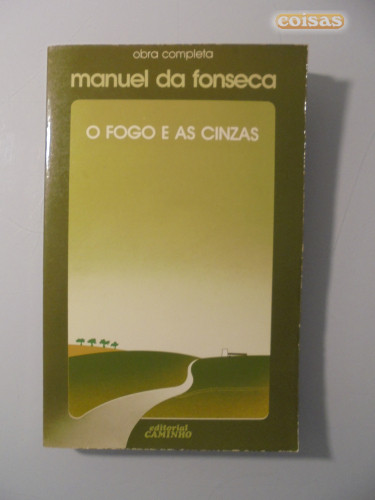 coisas
obra completa
manuel da fonseca
O FOGO E AS CINZAS
editorial
CAMINHO